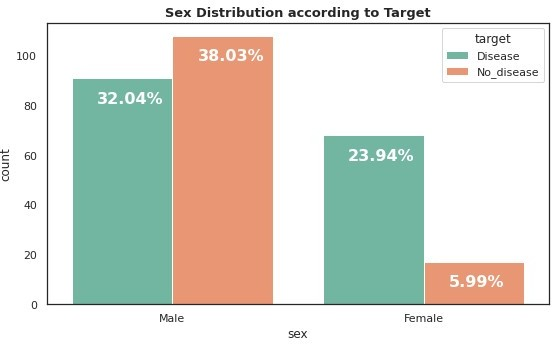 Sex Distribution according to Target
target
Disease
No_disease
count
100
80
60
40
20
0
32.04%
38.03%
23.94%
5.99%
Male
Female
sex